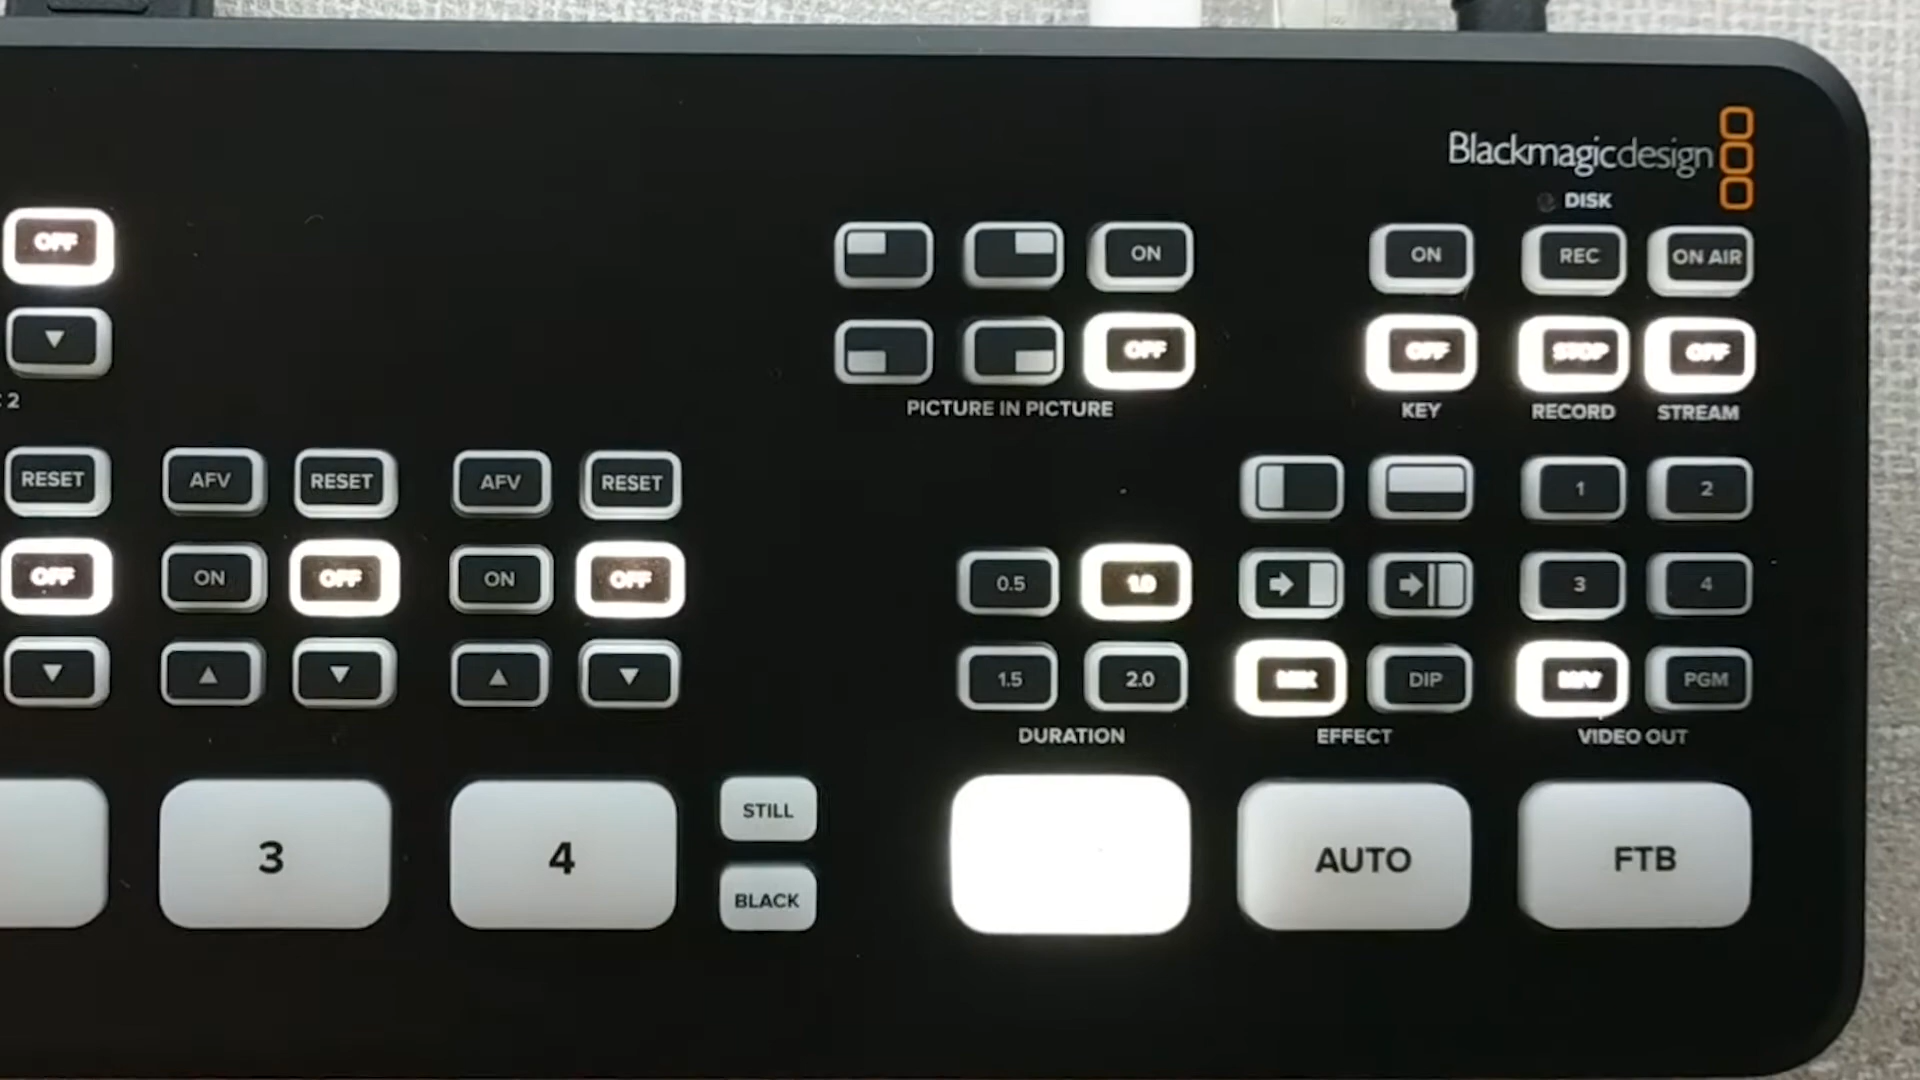 Blackmagicdesign
DISK
OFF
ON
ON
REC
ON AIR
OFF
OFF
STOP
OFF
2
PICTURE IN PICTURE
KEY
RECORD
STREAM
RESET
AFV
RESET
AFV
RESET
1
2
OFF
ON
OFF
ON
OFF
0.5
1.0
3
4
1.5
2.0
MIX
DIP
M/V
PGM
DURATION
EFFECT
VIDEO OUT
3
4
STILL
BLACK
AUTO
FTB